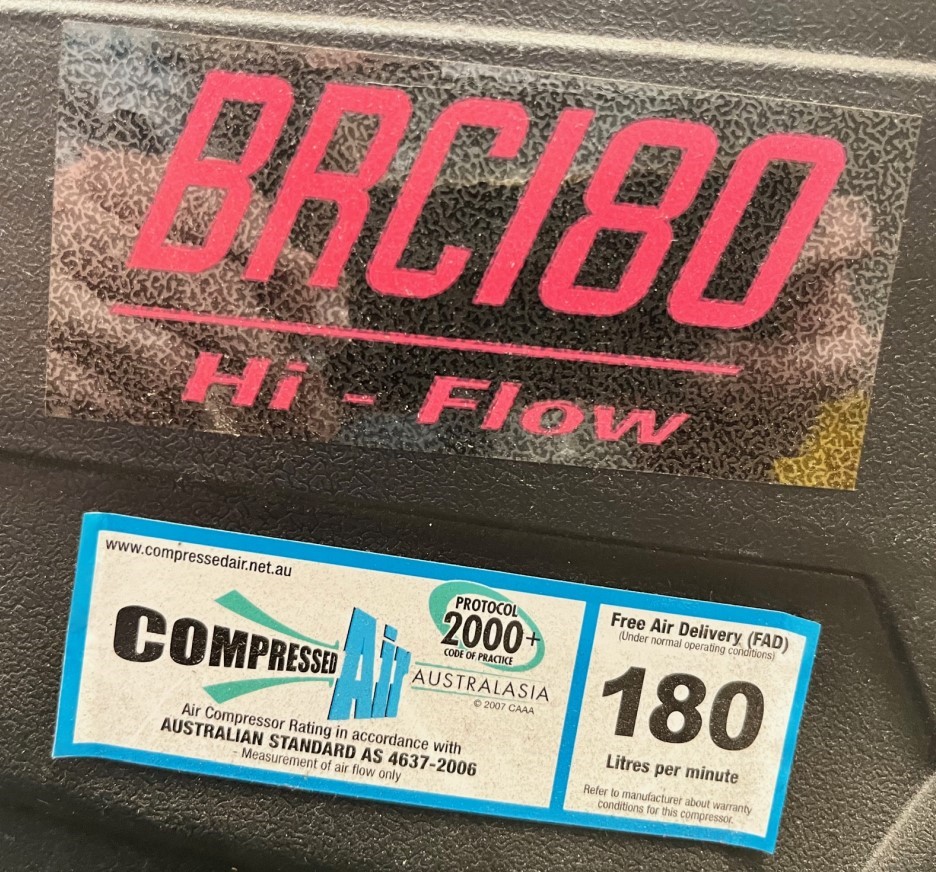 BRC180
Hi - Flow
www.compressedair.net.au
COMPRESSED Air
AUSTRALASIA
© 2007 CAAA
PROTOCOL
2000+
CODE OF PRACTICE
Air Compressor Rating in accordance with
AUSTRALIAN STANDARD AS 4637-2006
- Measurement of air flow only
Free Air Delivery (FAD)
(Under normal operating conditions)
180
Litres per minute
Refer to manufacturer about warranty
conditions for this compressor.